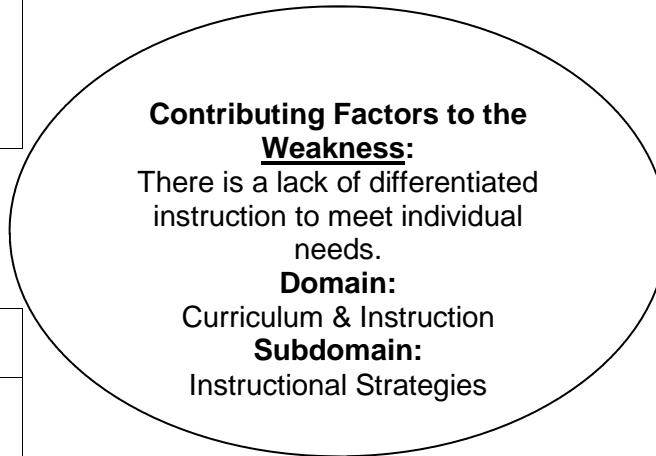 Contributing Factors to the
Weakness:
There is a lack of differentiated
instruction to meet individual
needs.
Domain:
Curriculum & Instruction
Subdomain:
Instructional Strategies